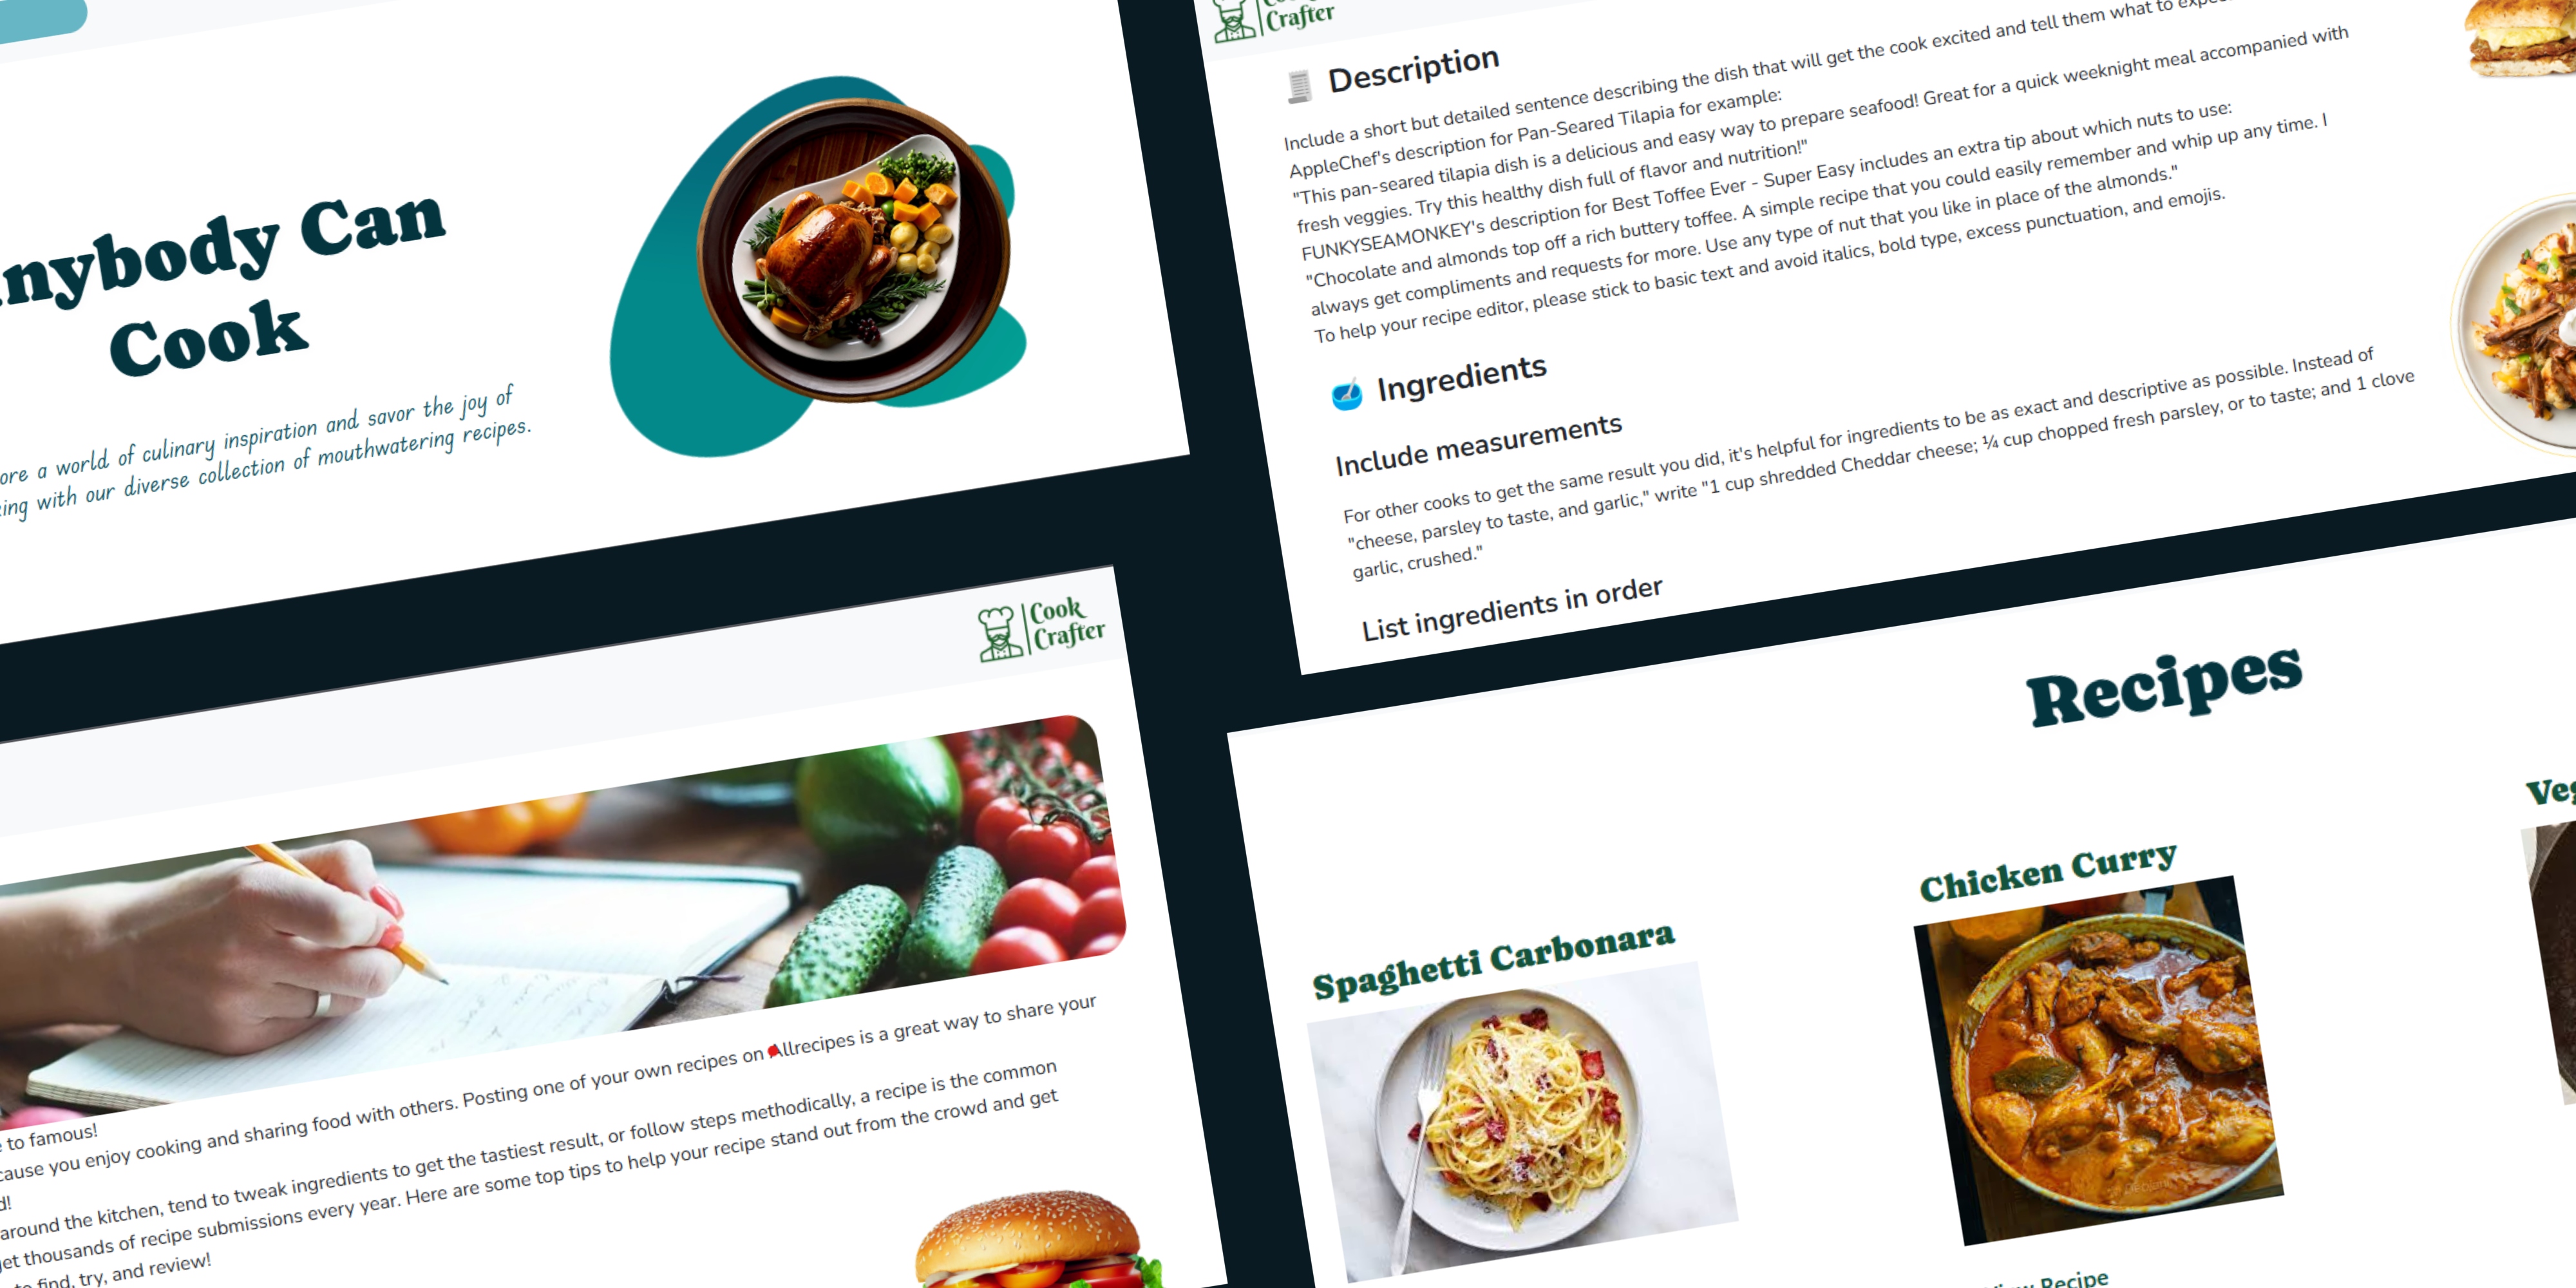 nybody Can
Cook
ore a world of culinary inspiration and savor the joy of
ing with our diverse collection of mouthwatering recipes.
Crafter
Description
Include a short but detailed sentence describing the dish that will get the cook excited and tell them what to
AppleChef's description for Pan-Seared Tilapia for example:
"This pan-seared tilapia dish is a delicious and easy way to prepare seafood! Great for a quick weeknight meal accompanied with
fresh veggies. Try this healthy dish full of flavor and nutrition!"
FUNKYSEAMONKEY's description for Best Toffee Ever - Super Easy includes an extra tip about which nuts to use:
"Chocolate and almonds top off a rich buttery toffee. A simple recipe that you could easily remember and whip up any time. I
always get compliments and requests for more. Use any type of nut that you like in place of the almonds."
To help your recipe editor, please stick to basic text and avoid italics, bold type, excess punctuation, and emojis.
Ingredients
Include measurements
For other cooks to get the same result you did, it's helpful for ingredients to be as exact and descriptive as possible. Instead of
"cheese, parsley to taste, and garlic," write "1 cup shredded Cheddar cheese; ¼ cup chopped fresh parsley, or to taste; and 1 clove
garlic, crushed."
List ingredients in order
Cook
Crafter
e to famous!
cause you enjoy cooking and sharing food with others. Posting one of your own recipes on Allrecipes is a great way to share your
d!
around the kitchen, tend to tweak ingredients to get the tastiest result, or follow steps methodically, a recipe is the common
et thousands of recipe submissions every year. Here are some top tips to help your recipe stand out from the crowd and get
to find, try, and review!
Recipes
Spaghetti Carbonara
Chicken Curry
Veg
View Recipe